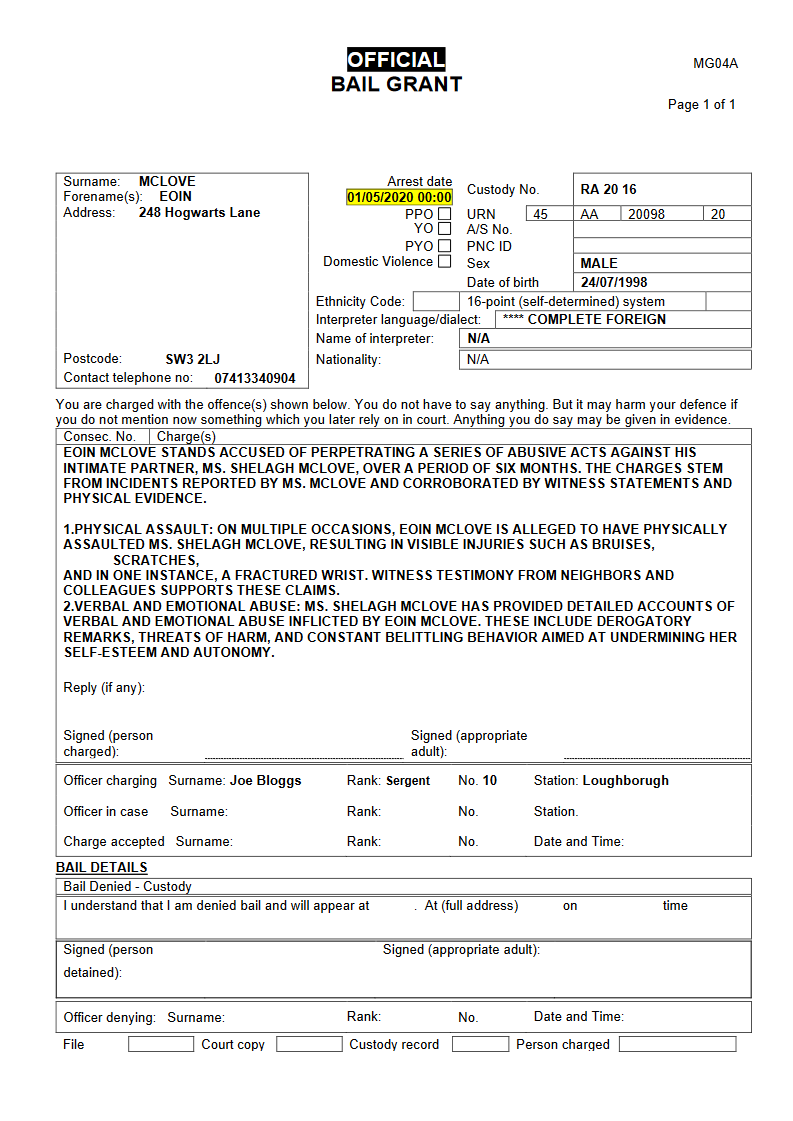 OFFICIAL
BAIL GRANT
MG04A
Page 1 of 1
Surname: MCLOVE
Forename(s): EOIN
Address: 248 Hogwarts Lane
Postcode: SW3 2LJ
Contact telephone no: 07413340904
Arrest date
01/05/2020 00:00
PPO
YO
PYO
Domestic Violence
Custody No. RA 20 16
URN 45 AA 20098 20
A/S No.
PNC ID
Sex MALE
Date of birth 24/07/1998
Ethnicity Code: 16-point (self-determined) system
Interpreter language/dialect: **** COMPLETE FOREIGN
Name of interpreter: N/A
Nationality: N/A
You are charged with the offence(s) shown below. You do not have to say anything. But it may harm your defence if
you do not mention now something which you later rely on in court. Anything you do say may be given in evidence.
Consec. No. Charge(s)
EOIN MCLOVE STANDS ACCUSED OF PERPETRATING A SERIES OF ABUSIVE ACTS AGAINST HIS
INTIMATE PARTNER, MS. SHELAGH MCLOVE, OVER A PERIOD OF SIX MONTHS. THE CHARGES STEM
FROM INCIDENTS REPORTED BY MS. MCLOVE AND CORROBORATED BY WITNESS STATEMENTS AND
PHYSICAL EVIDENCE.
1.PHYSICAL ASSAULT: ON MULTIPLE OCCASIONS, EOIN MCLOVE IS ALLEGED TO HAVE PHYSICALLY
ASSAULTED MS. SHELAGH MCLOVE, RESULTING IN VISIBLE INJURIES SUCH AS BRUISES,
SCRATCHES,
AND IN ONE INSTANCE, A FRACTURED WRIST. WITNESS TESTIMONY FROM NEIGHBORS AND
COLLEAGUES SUPPORTS THESE CLAIMS.
2.VERBAL AND EMOTIONAL ABUSE: MS. SHELAGH MCLOVE HAS PROVIDED DETAILED ACCOUNTS OF
VERBAL AND EMOTIONAL ABUSE INFLICTED BY EOIN MCLOVE. THESE INCLUDE DEROGATORY
REMARKS, THREATS OF HARM, AND CONSTANT BELITTLING BEHAVIOR AIMED AT UNDERMINING HER
SELF-ESTEEM AND AUTONOMY.
Reply (if any):
Signed (person
charged):
Signed (appropriate
adult):
Officer charging Surname: Joe Bloggs Rank: Sergent No. 10 Station: Loughborugh
Officer in case Surname: Rank: No. Station.
Charge accepted Surname: Rank: No. Date and Time:
BAIL DETAILS
Bail Denied - Custody
I understand that I am denied bail and will appear at . At (full address) on time
Signed (person
detained):
Signed (appropriate adult):
Officer denying: Surname: Rank: No. Date and Time:
File Court copy Custody record Person charged